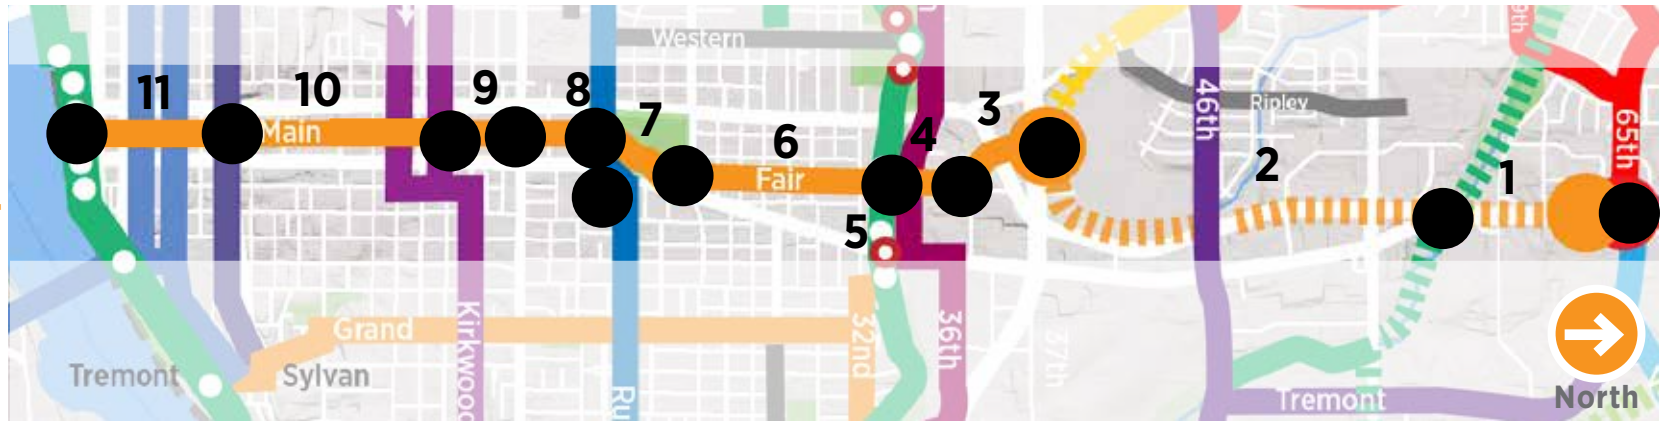 Western
11
10
9
8
7
6
5
4
3
2
1
Main
Fair
46th
Ripley
65th
Grand
Kirkwood
32nd
36th
37th
Tremont
Sylvan
Ru
Tremont
North